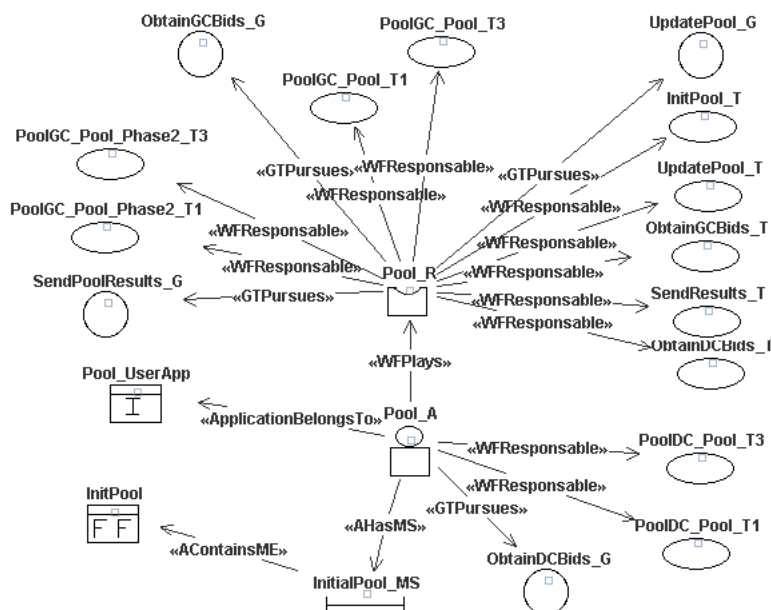 ObtainGCBids_G
PoolGC_Pool_T3
UpdatePool_G
PoolGC_Pool_T1
InitPool_T
PoolGC_Pool_Phase2_T3
«GTPursues»
«WFResponsable»
«GTPursues»
UpdatePool_T
«WFResponsable»
«WFResponsable»
PoolGC_Pool_Phase2_T1
«WFResponsable»
«WFResponsable»
ObtainGCBids_T
«WFResponsable»
Pool_R
«WFResponsable»
SendPoolResults_G
«GTPursues»
«WFResponsable»
SendResults_T
«WFResponsable»
ObtainDCBids_T
«WFPlays»
Pool_UserApp
I
«ApplicationBelongsTo»
Pool_A
PoolDC_Pool_T3
«WFResponsable»
InitPool
«WFResponsable»
F F
«GTPursues»
PoolDC_Pool_T1
«AHasMS»
«AContainsME»
ObtainDCBids_G
InitialPool_MS